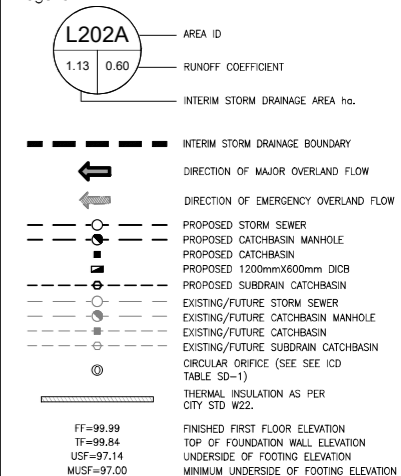 L202A
AREA ID
1.13
0.60
RUNOFF COEFFICIENT
INTERIM STORM DRAINAGE AREA ha.
INTERIM STORM DRAINAGE BOUNDARY
DIRECTION OF MAJOR OVERLAND FLOW
DIRECTION OF EMERGENCY OVERLAND FLOW
PROPOSED STORM SEWER
PROPOSED CATCHBASIN MANHOLE
PROPOSED CATCHBASIN
PROPOSED 1200mmX600mm DICB
PROPOSED SUBDRAIN CATCHBASIN
EXISTING/FUTURE STORM SEWER
EXISTING/FUTURE CATCHBASIN MANHOLE
EXISTING/FUTURE CATCHBASIN
EXISTING/FUTURE SUBDRAIN CATCHBASIN
CIRCULAR ORIFICE (SEE SEE ICD
TABLE SD-1)
THERMAL INSULATION AS PER
CITY STD W22.
FF=99.99 FINISHED FIRST FLOOR ELEVATION
TF=99.84 TOP OF FOUNDATION WALL ELEVATION
USF=97.14 UNDERSIDE OF FOOTING ELEVATION
MUSF=97.00 MINIMUM UNDERSIDE OF FOOTING ELEVATION